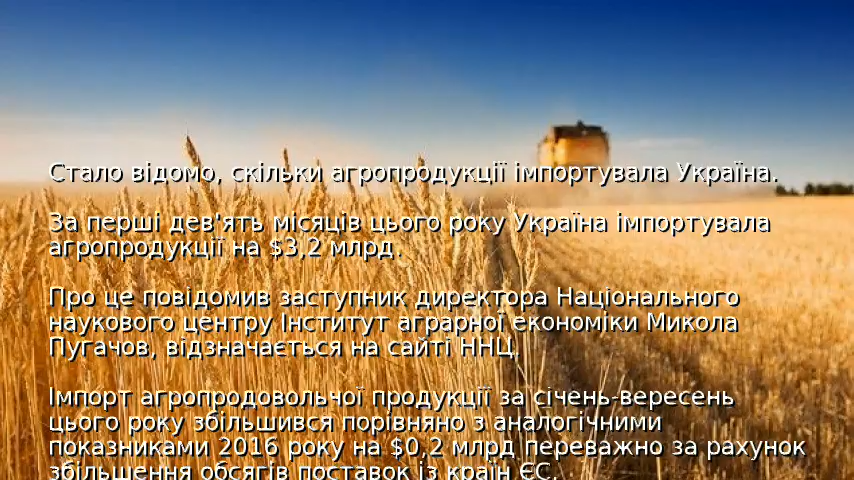 Стало відомо, скільки агропродукції імпортувала Україна.
За перші дев'ять місяців цього року Україна імпортувала
агропродукції на $3,2 млрд.
Про це повідомив заступник директора Національного
наукового центру Інститут аграрної економіки Микола
Пугачов, відзначається на сайті ННЦ.
Імпорт агропродовольчої продукції за січень-вересень
цього року збільшився порівняно з аналогічними
показниками 2016 року на $0,2 млрд переважно за рахунок
збільшення обсягів поставок із країн ЄС.